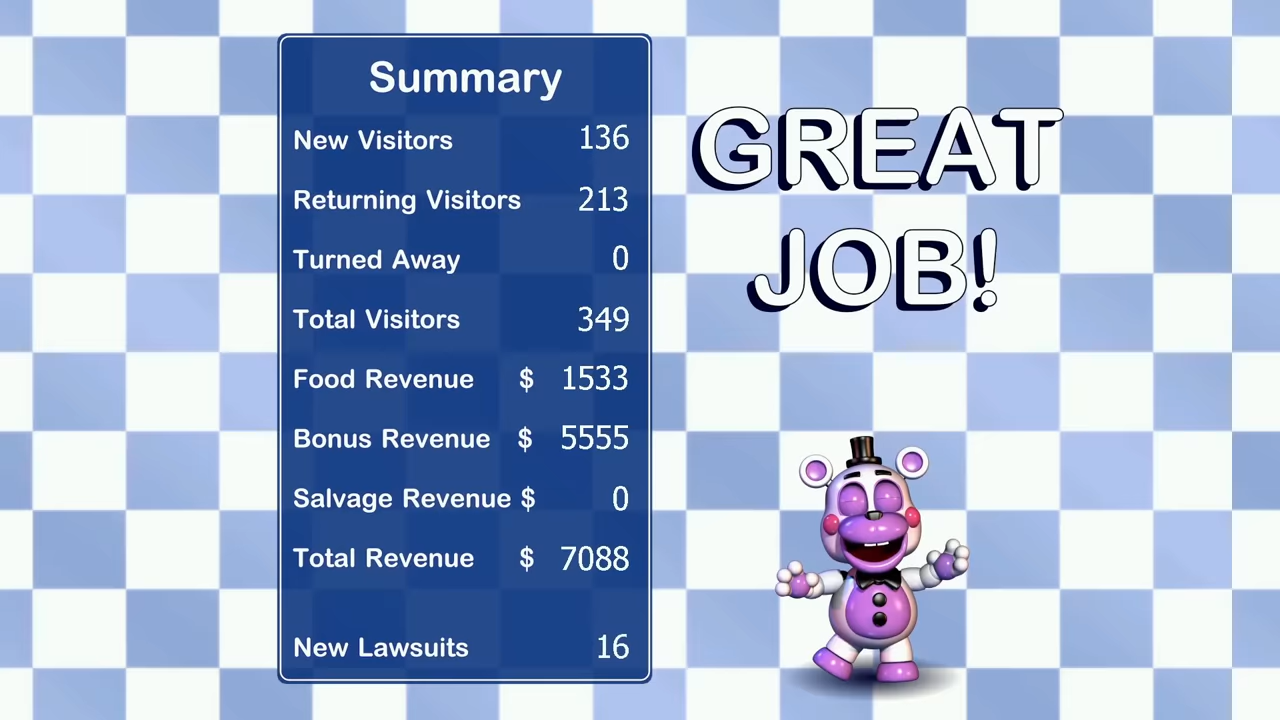 Summary
New Visitors 136
Returning Visitors 213
Turned Away 0
Total Visitors 349
Food Revenue $ 1533
Bonus Revenue $ 5555
Salvage Revenue $ 0
Total Revenue $ 7088
New Lawsuits 16
GREAT
JOB!